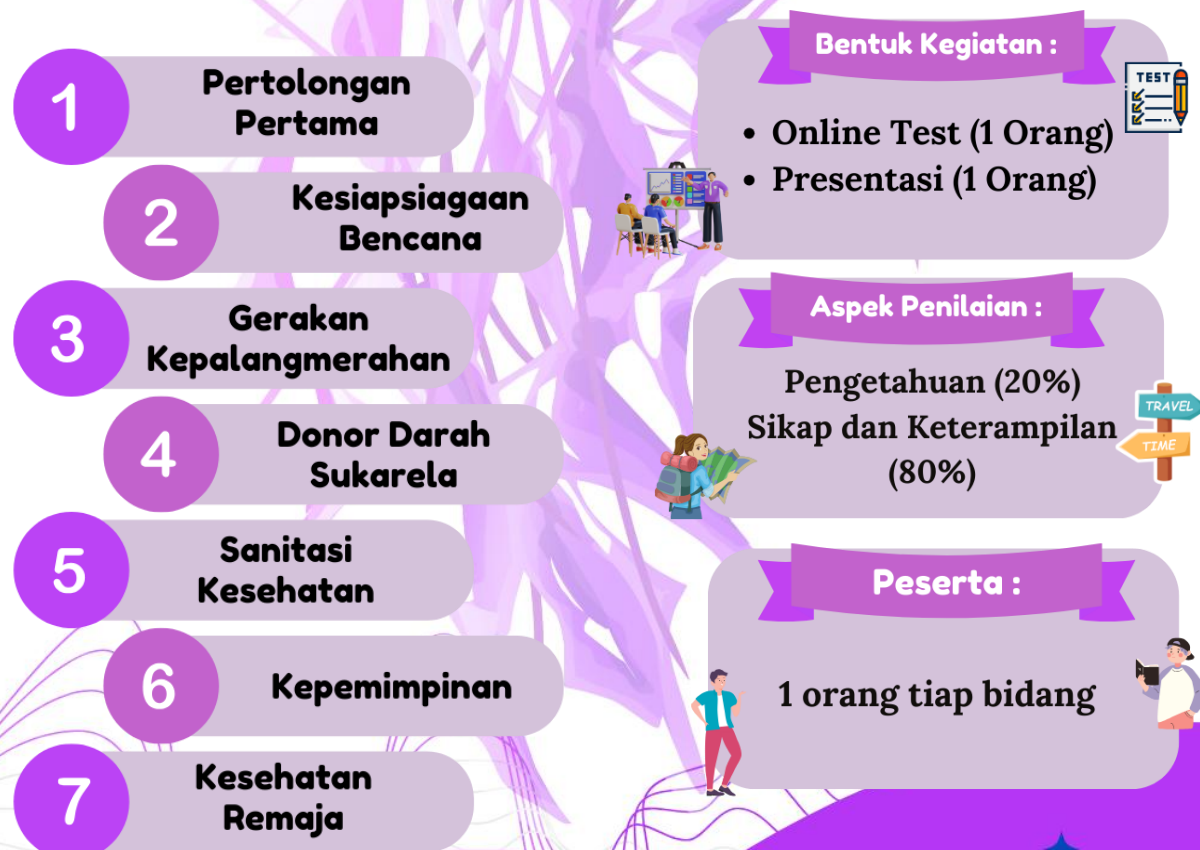 1
Pertolongan
Pertama
2
Kesiapsiagaan
Bencana
3
Gerakan
Kepalangmerahan
4
Donor Darah
Sukarela
5
Sanitasi
Kesehatan
6
Kepemimpinan
7
Kesehatan
Remaja
Bentuk Kegiatan :
TEST
• Online Test (1 Orang)
• Presentasi (1 Orang)
Aspek Penilaian :
Pengetahuan (20%)
Sikap dan Keterampilan
(80%)
TRAVEL
TIME
Peserta :
1 orang tiap bidang